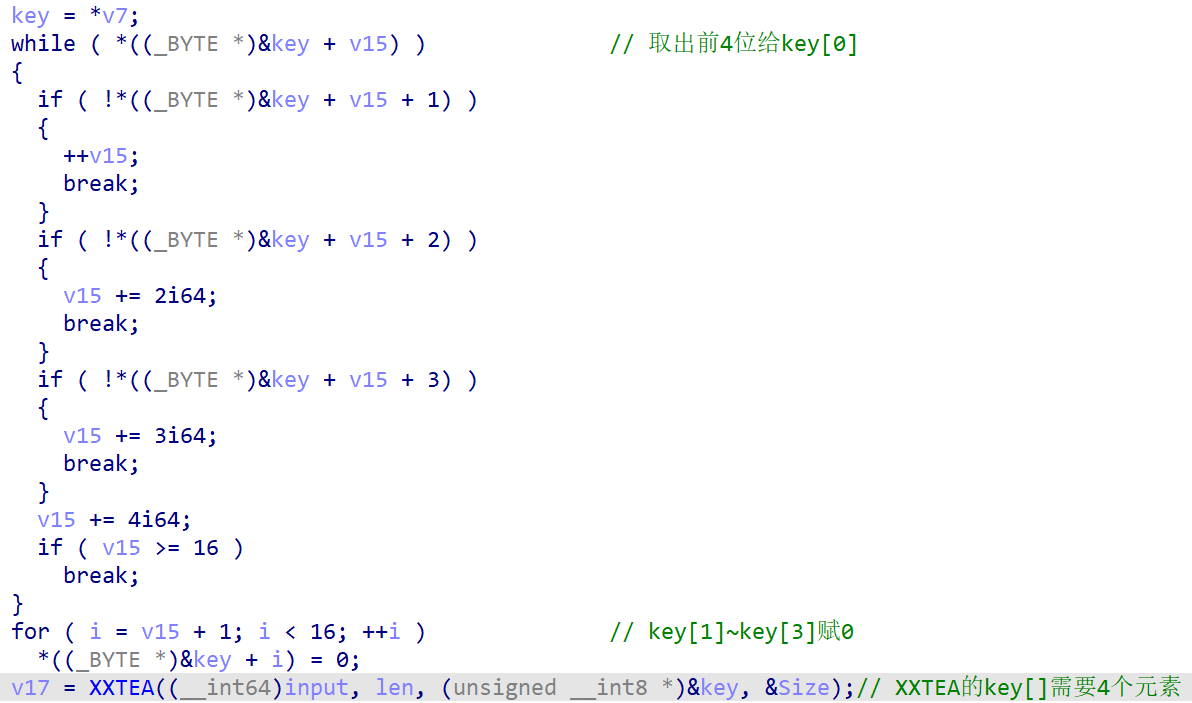 key = *v7;
while ( *((_BYTE *)&key + v15) ) // 取出前4位给key[0]
{
if ( !*((_BYTE *)&key + v15 + 1) )
{
++v15;
break;
}
if ( !*((_BYTE *)&key + v15 + 2) )
{
v15 += 2i64;
break;
}
if ( !*((_BYTE *)&key + v15 + 3) )
{
v15 += 3i64;
break;
}
v15 += 4i64;
if ( v15 >= 16 )
break;
}
for ( i = v15 + 1; i < 16; ++i ) // key[1]~key[3]赋0
*((_BYTE *)&key + i) = 0;
v17 = XXTEA((__int64)input, len, (unsigned __int8 *)&key, &Size);// XXTEA的key[]需要4个元素